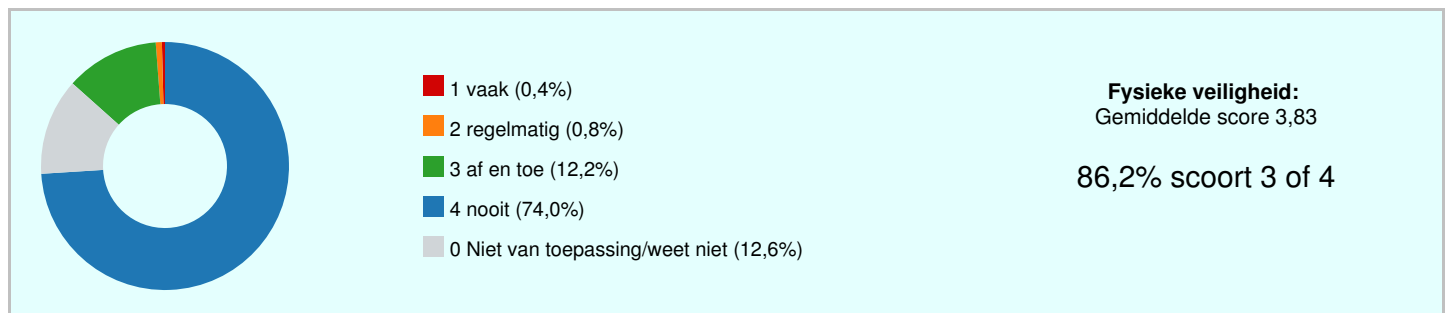 1 vaak (0,4%)
2 regelmatig (0,8%)
3 af en toe (12,2%)
4 nooit (74,0%)
0 Niet van toepassing/weet niet (12,6%)
Fysieke veiligheid:
Gemiddelde score 3,83
86,2% scoort 3 of 4